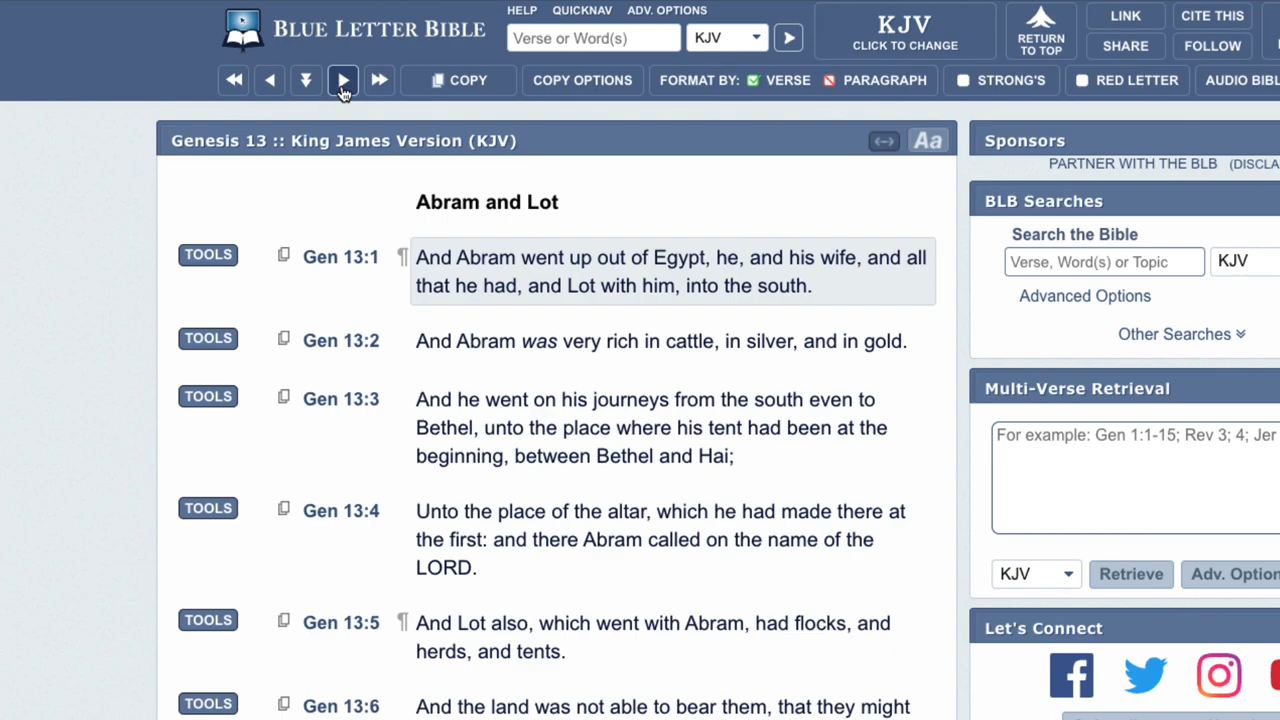 BLUE LETTER BIBLE
HELP QUICKNAV ADV. OPTIONS
Verse or Word(s) KJV
KJV
CLICK TO CHANGE
RETURN
TO TOP
LINK CITE THIS
SHARE FOLLOW
COPY COPY OPTIONS FORMAT BY: VERSE PARAGRAPH STRONG'S RED LETTER AUDIO
Genesis 13 :: King James Version (KJV) Aa
Abram and Lot
TOOLS Gen 13:1 ¶ And Abram went up out of Egypt, he, and his wife, and all
that he had, and Lot with him, into the south.
TOOLS Gen 13:2 And Abram was very rich in cattle, in silver, and in gold.
TOOLS Gen 13:3 And he went on his journeys from the south even to
Bethel, unto the place where his tent had been at the
beginning, between Bethel and Hai;
TOOLS Gen 13:4 Unto the place of the altar, which he had made there at
the first: and there Abram called on the name of the
LORD.
TOOLS Gen 13:5 ¶ And Lot also, which went with Abram, had flocks, and
herds, and tents.
TOOLS Gen 13:6 And the land was not able to bear them, that they might
Sponsors
PARTNER WITH THE BLB (DISCLA
BLB Searches
Search the Bible
Verse, Word(s) or Topic KJV
Advanced Options
Other Searches
Multi-Verse Retrieval
For example: Gen 1:1-15; Rev 3; 4; Jer
KJV Retrieve Adv. Option
Let's Connect